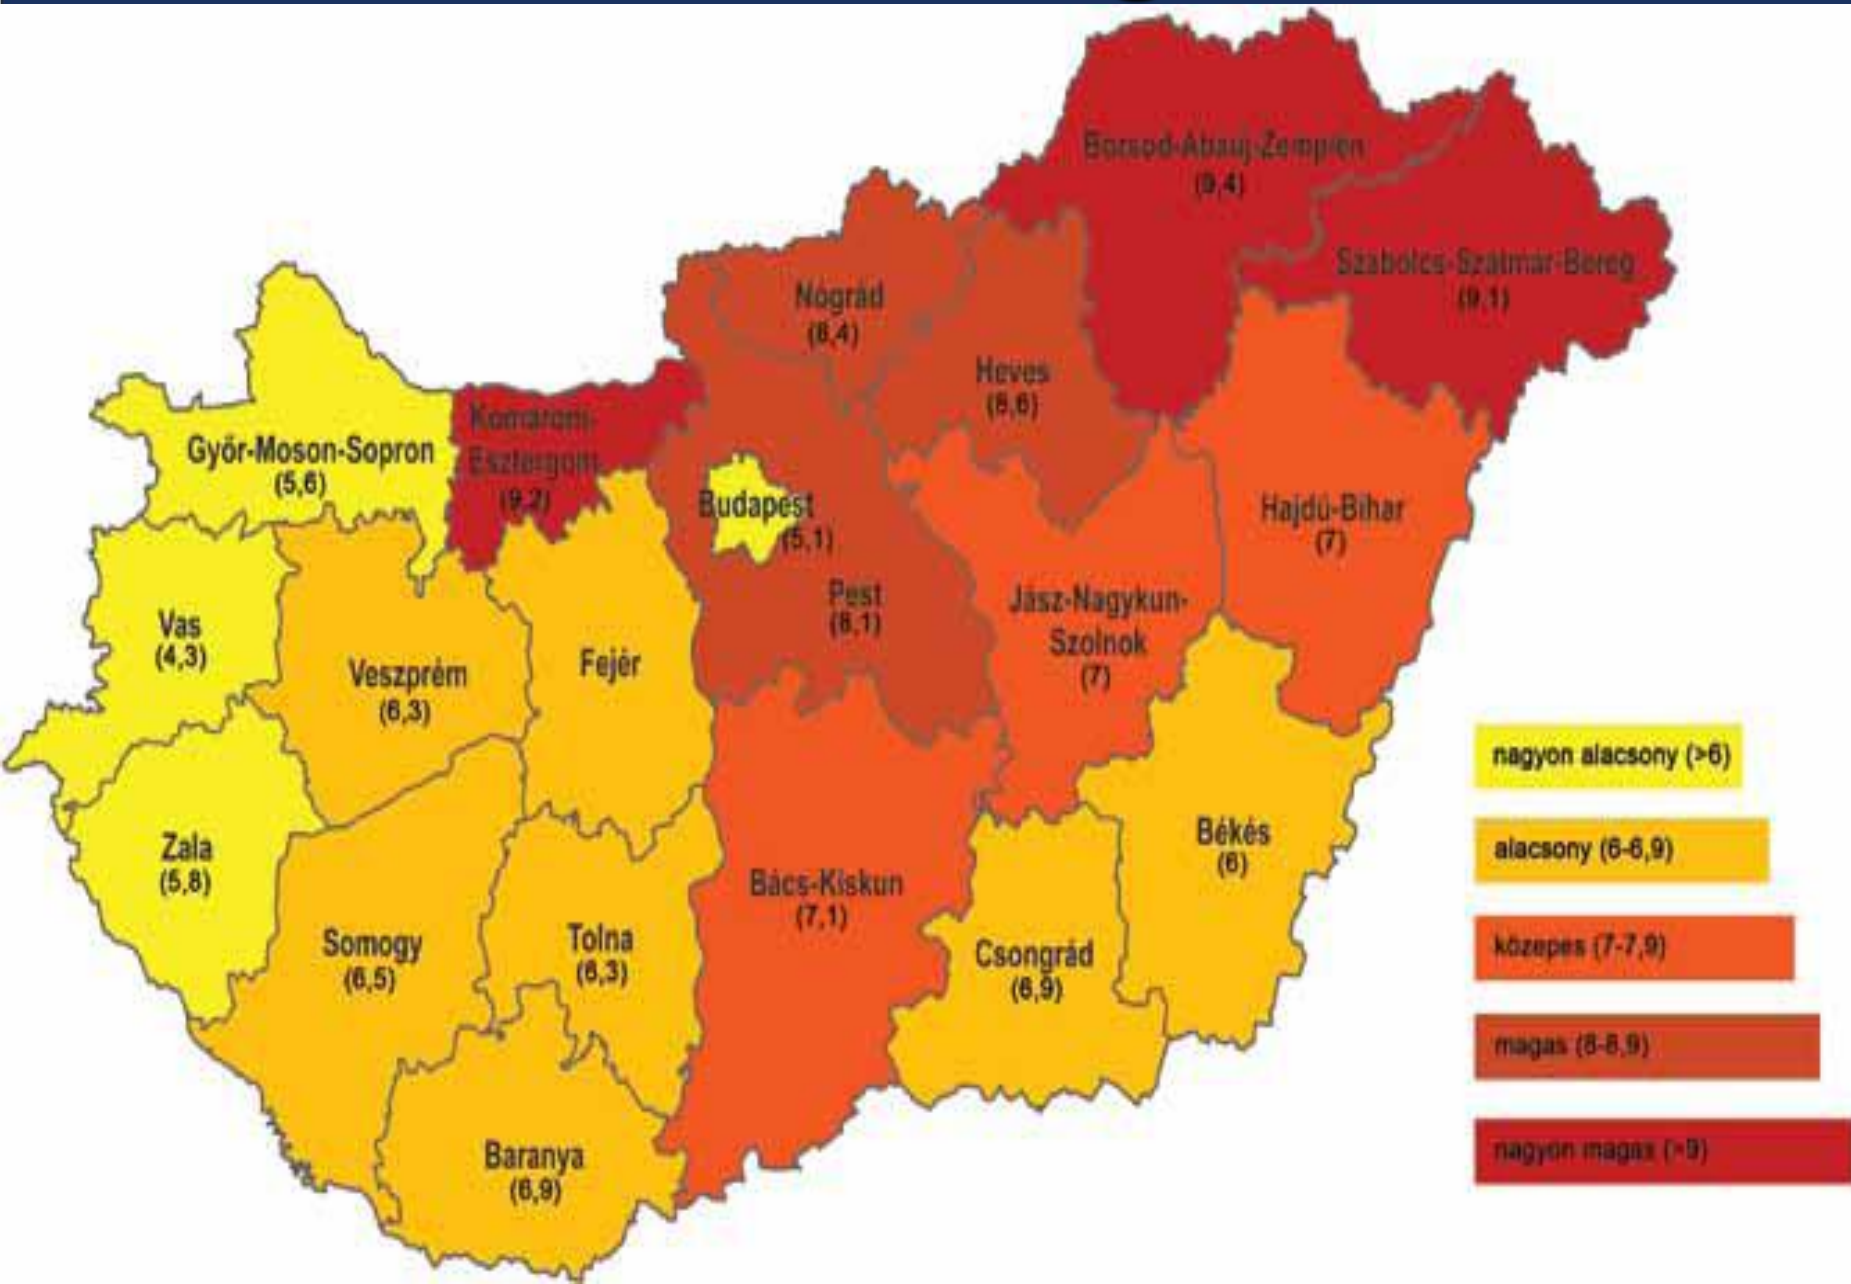 Borsod-Abaúj-Zemplén
(9,4)
Szabolcs-Szatmár-Bereg
(9,1)
Nógrád
(8,4)
Heves
(8,6)
Komárom-
Esztergom
(9,2)
Győr-Moson-Sopron
(5,6)
Budapest
(5,1)
Hajdú-Bihar
(7)
Pest
(8,1)
Jász-Nagykun-
Szolnok
(7)
Vas
(4,3)
Veszprém
(6,3)
Fejér
Zala
(5,8)
Békés
(6)
Bács-Kiskun
(7,1)
Somogy
(6,5)
Tolna
(6,3)
Csongrád
(6,9)
Baranya
(6,9)
nagyon alacsony (>6)
alacsony (6-6,9)
közepes (7-7,9)
magas (8-8,9)
nagyon magas (>9)